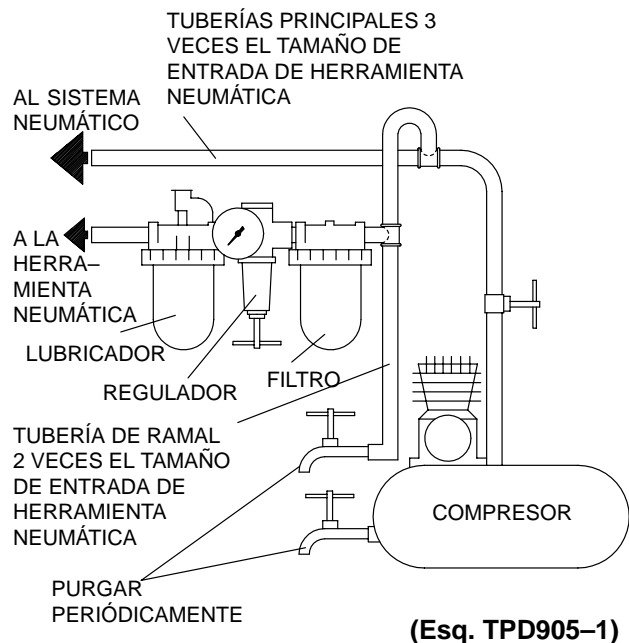 TUBERÍAS PRINCIPALES 3
VECES EL TAMAÑO DE
ENTRADA DE HERRAMIENTA
NEUMÁTICA
AL SISTEMA
NEUMÁTICO
A LA
HERRA–
MIENTA
NEUMÁTICA
LUBRICADOR
REGULADOR
FILTRO
TUBERÍA DE RAMAL
2 VECES EL TAMAÑO
DE ENTRADA DE
HERRAMIENTA
NEUMÁTICA
COMPRESOR
PURGAR
PERIÓDICAMENTE
(Esq. TPD905–1)